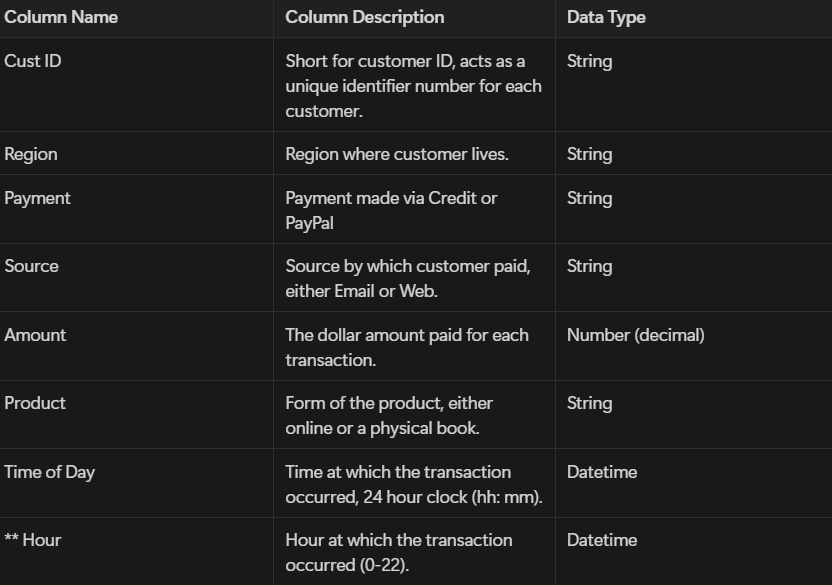 Column Name Column Description Data Type
Cust ID Short for customer ID, acts as a String
unique identifier number for each
customer.
Region Region where customer lives. String
Payment Payment made via Credit or String
PayPal
Source Source by which customer paid, String
either Email or Web.
Amount The dollar amount paid for each Number (decimal)
transaction.
Product Form of the product, either String
online or a physical book.
Time of Day Time at which the transaction Datetime
occurred, 24 hour clock (hh: mm).
** Hour Hour at which the transaction Datetime
occurred (0-22).